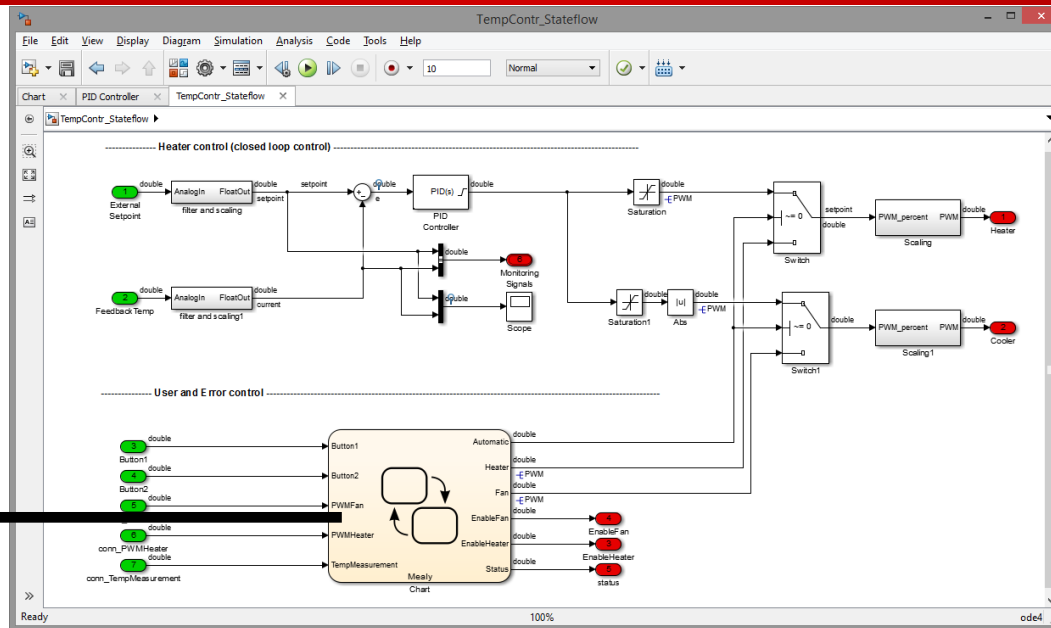 TempContr_Stateflow
File Edit View Display Diagram Simulation Analysis Code Tools Help
10 Normal
Chart PID Controller TempContr_Stateflow
TempContr_Stateflow
--------------- Heater control (closed loop control) ---------------
1
External
Setpoint
double
AnalogIn FloatOut
filter and scaling
double
setpoint
setpoint
+
-
double
e
PID(s)
PID
Controller
double
Saturation
double
PWM
~= 0
Switch
setpoint
double
PWM_percent PWM
Scaling
double
1
Heater
double
6
Monitoring
Signals
double
Scope
2
FeedbackTemp
double
AnalogIn FloatOut
filter and scaling1
double
current
Saturation1
double
|u|
Abs
double
PWM
~= 0
Switch1
double
PWM_percent PWM
Scaling1
double
2
Cooler
--------------- User and Error control ---------------
3
Button1
double
4
Button2
double
5
double
6
conn_PWMHeater
double
7
conn_TempMeasurement
double
Button1
Button2
PWMFan
PWMHeater
TempMeasurement
Automatic
Heater
Fan
EnableFan
EnableHeater
Status
Mealy
Chart
double
double
PWM
double
PWM
double
double
double
4
EnableFan
3
EnableHeater
5
status
Ready 100% ode4